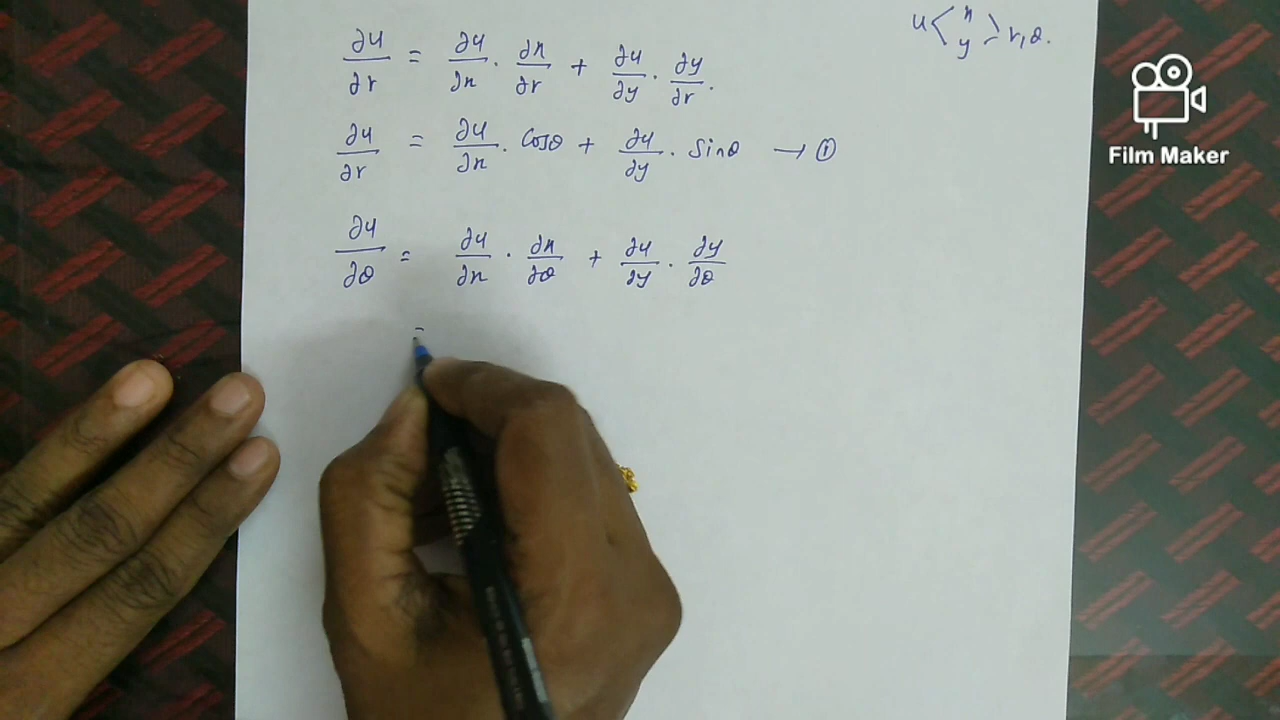 u < x y > r, θ.
∂u/∂r = ∂u/∂x · ∂x/∂r + ∂u/∂y · ∂y/∂r.
∂u/∂r = ∂u/∂x · Cosθ + ∂u/∂y · Sinθ → ①
∂u/∂θ = ∂u/∂x · ∂x/∂θ + ∂u/∂y · ∂y/∂θ
=
Film Maker